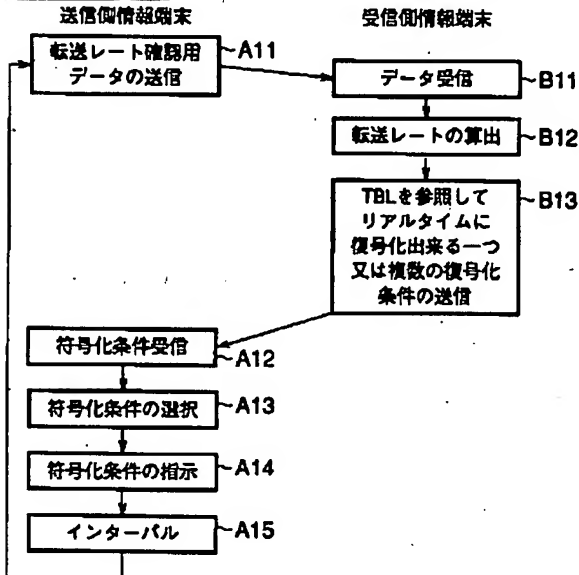 送信側情報端末
受信側情報端末
転送レート確認用
データの送信
A11
データ受信
B11
転送レートの算出
B12
TBLを参照して
リアルタイムに
復号化出来る一つ
又は複数の復号化
条件の送信
B13
符号化条件受信
A12
符号化条件の選択
A13
符号化条件の指示
A14
インターバル
A15